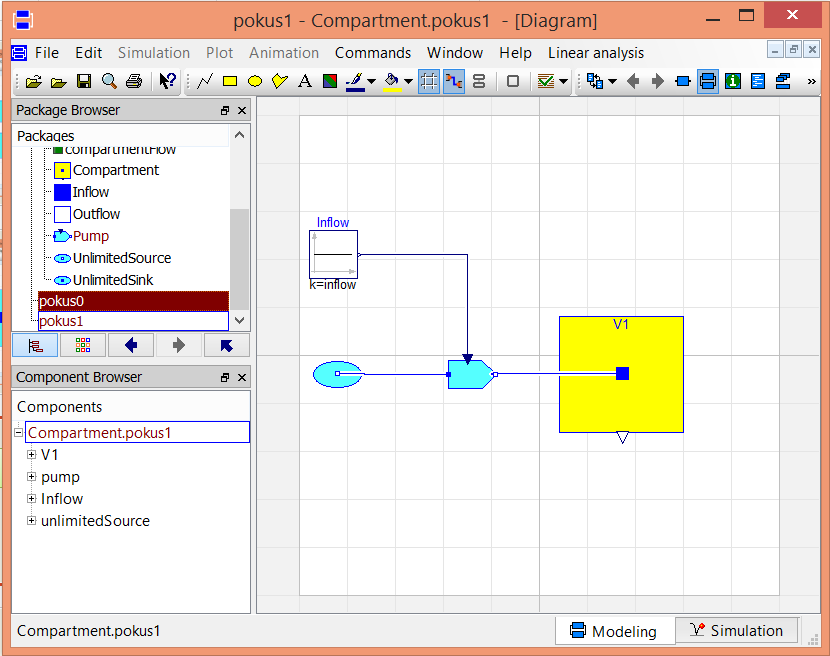 pokus1 - Compartment.pokus1 - [Diagram]
File Edit Simulation Plot Animation Commands Window Help Linear analysis
Package Browser
Packages
compartmentFlow
Compartment
Inflow
Outflow
Pump
UnlimitedSource
UnlimitedSink
pokus0
pokus1
Component Browser
Components
Compartment.pokus1
V1
pump
Inflow
unlimitedSource
Inflow
k=inflow
V1
Compartment.pokus1
Modeling
Simulation